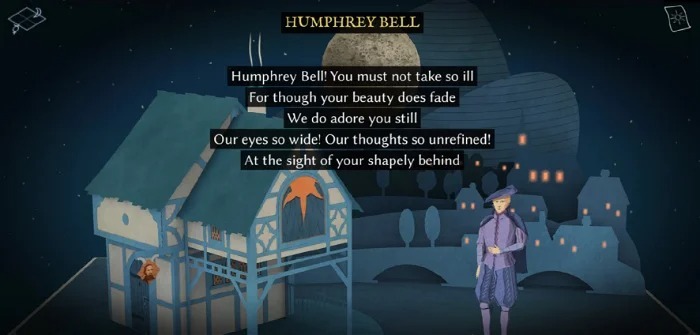 HUMPHREY BELL
Humphrey Bell! You must not take so ill
For though your beauty does fade
We do adore you still
Our eyes so wide! Our thoughts so unrefined!
At the sight of your shapely behind